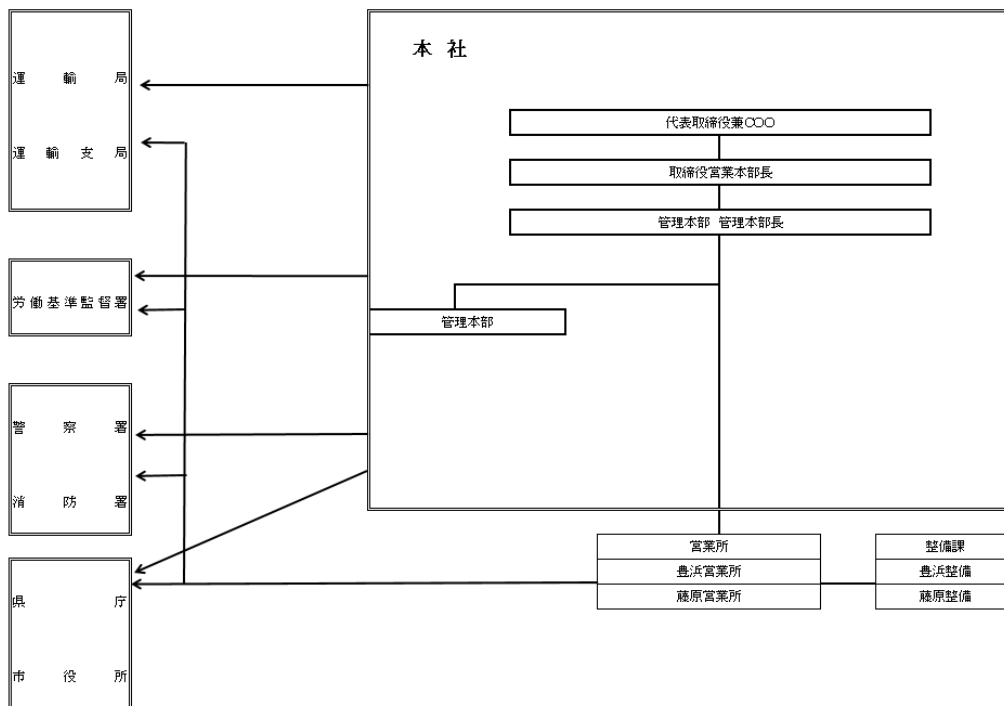 本 社
運輸局
運輸支局
代表取締役兼〇〇〇
取締役営業本部長
管理本部 管理本部長
労働基準監督署
管理本部
警察署
消防署
営業所
豊浜営業所
藤原営業所
整備課
豊浜整備
藤原整備
県庁
市役所